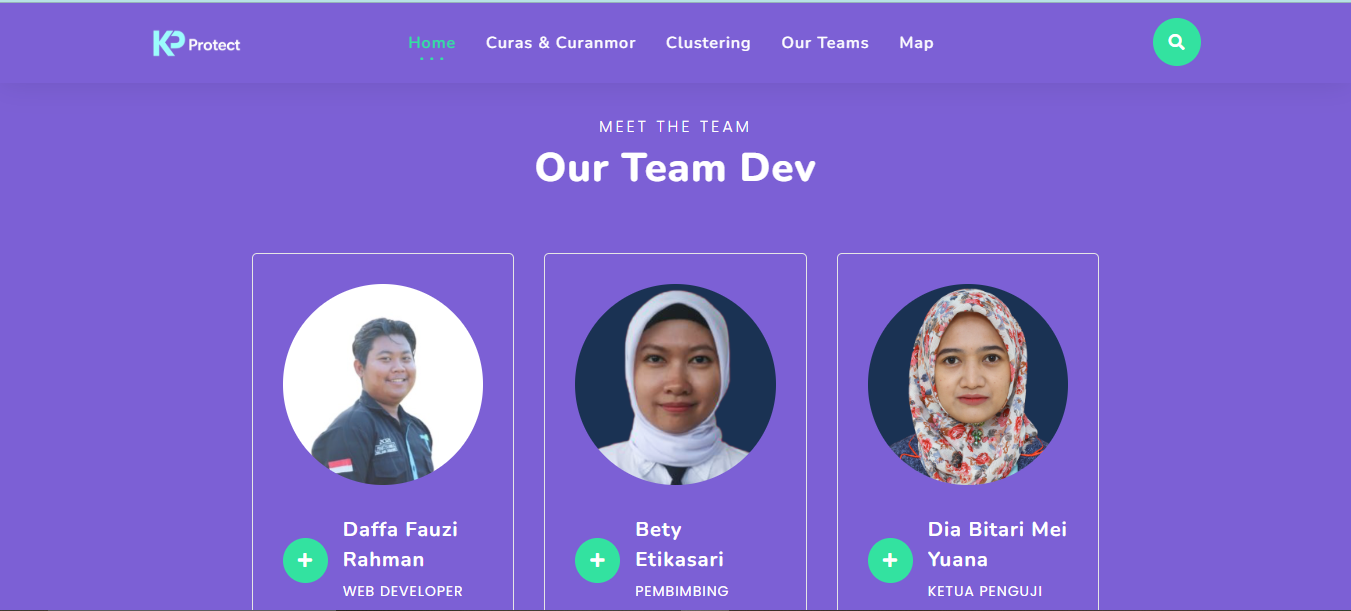 KP Protect
Home
Curas & Curanmor
Clustering
Our Teams
Map
MEET THE TEAM
Our Team Dev
Daffa Fauzi
Rahman
WEB DEVELOPER
Bety
Etikasari
PEMBIMBING
Dia Bitari Mei
Yuana
KETUA PENGUJI